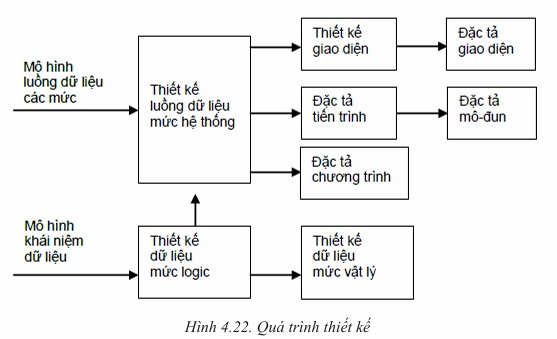 Mô hình
luồng dữ liệu
các mức
Thiết kế
luồng dữ liệu
mức hệ thống
Thiết kế
giao diện
Đặc tả
giao diện
Đặc tả
tiến trình
Đặc tả
mô-đun
Đặc tả
chương trình
Mô hình
khái niệm
dữ liệu
Thiết kế
dữ liệu
mức logic
Thiết kế
dữ liệu
mức vật lý
Hình 4.22. Quá trình thiết kế